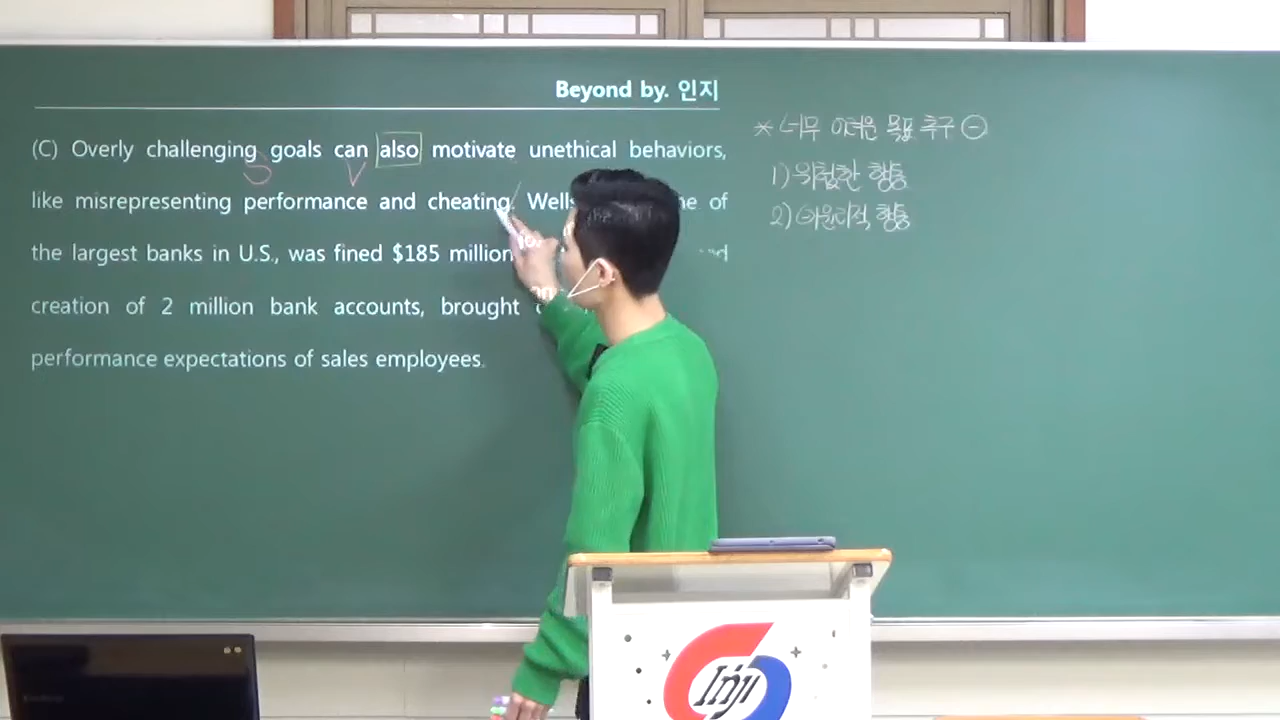 Beyond by. 인지
(C) Overly challenging goals can also motivate unethical behaviors,
S V
like misrepresenting performance and cheating. Wells of
the largest banks in U.S., was fined $185 million
creation of 2 million bank accounts, brought
performance expectations of sales employees.
* 너무 어려운 목표 추구 ⊖
1) 위험한 행동
2) 비윤리적 행동
Inji